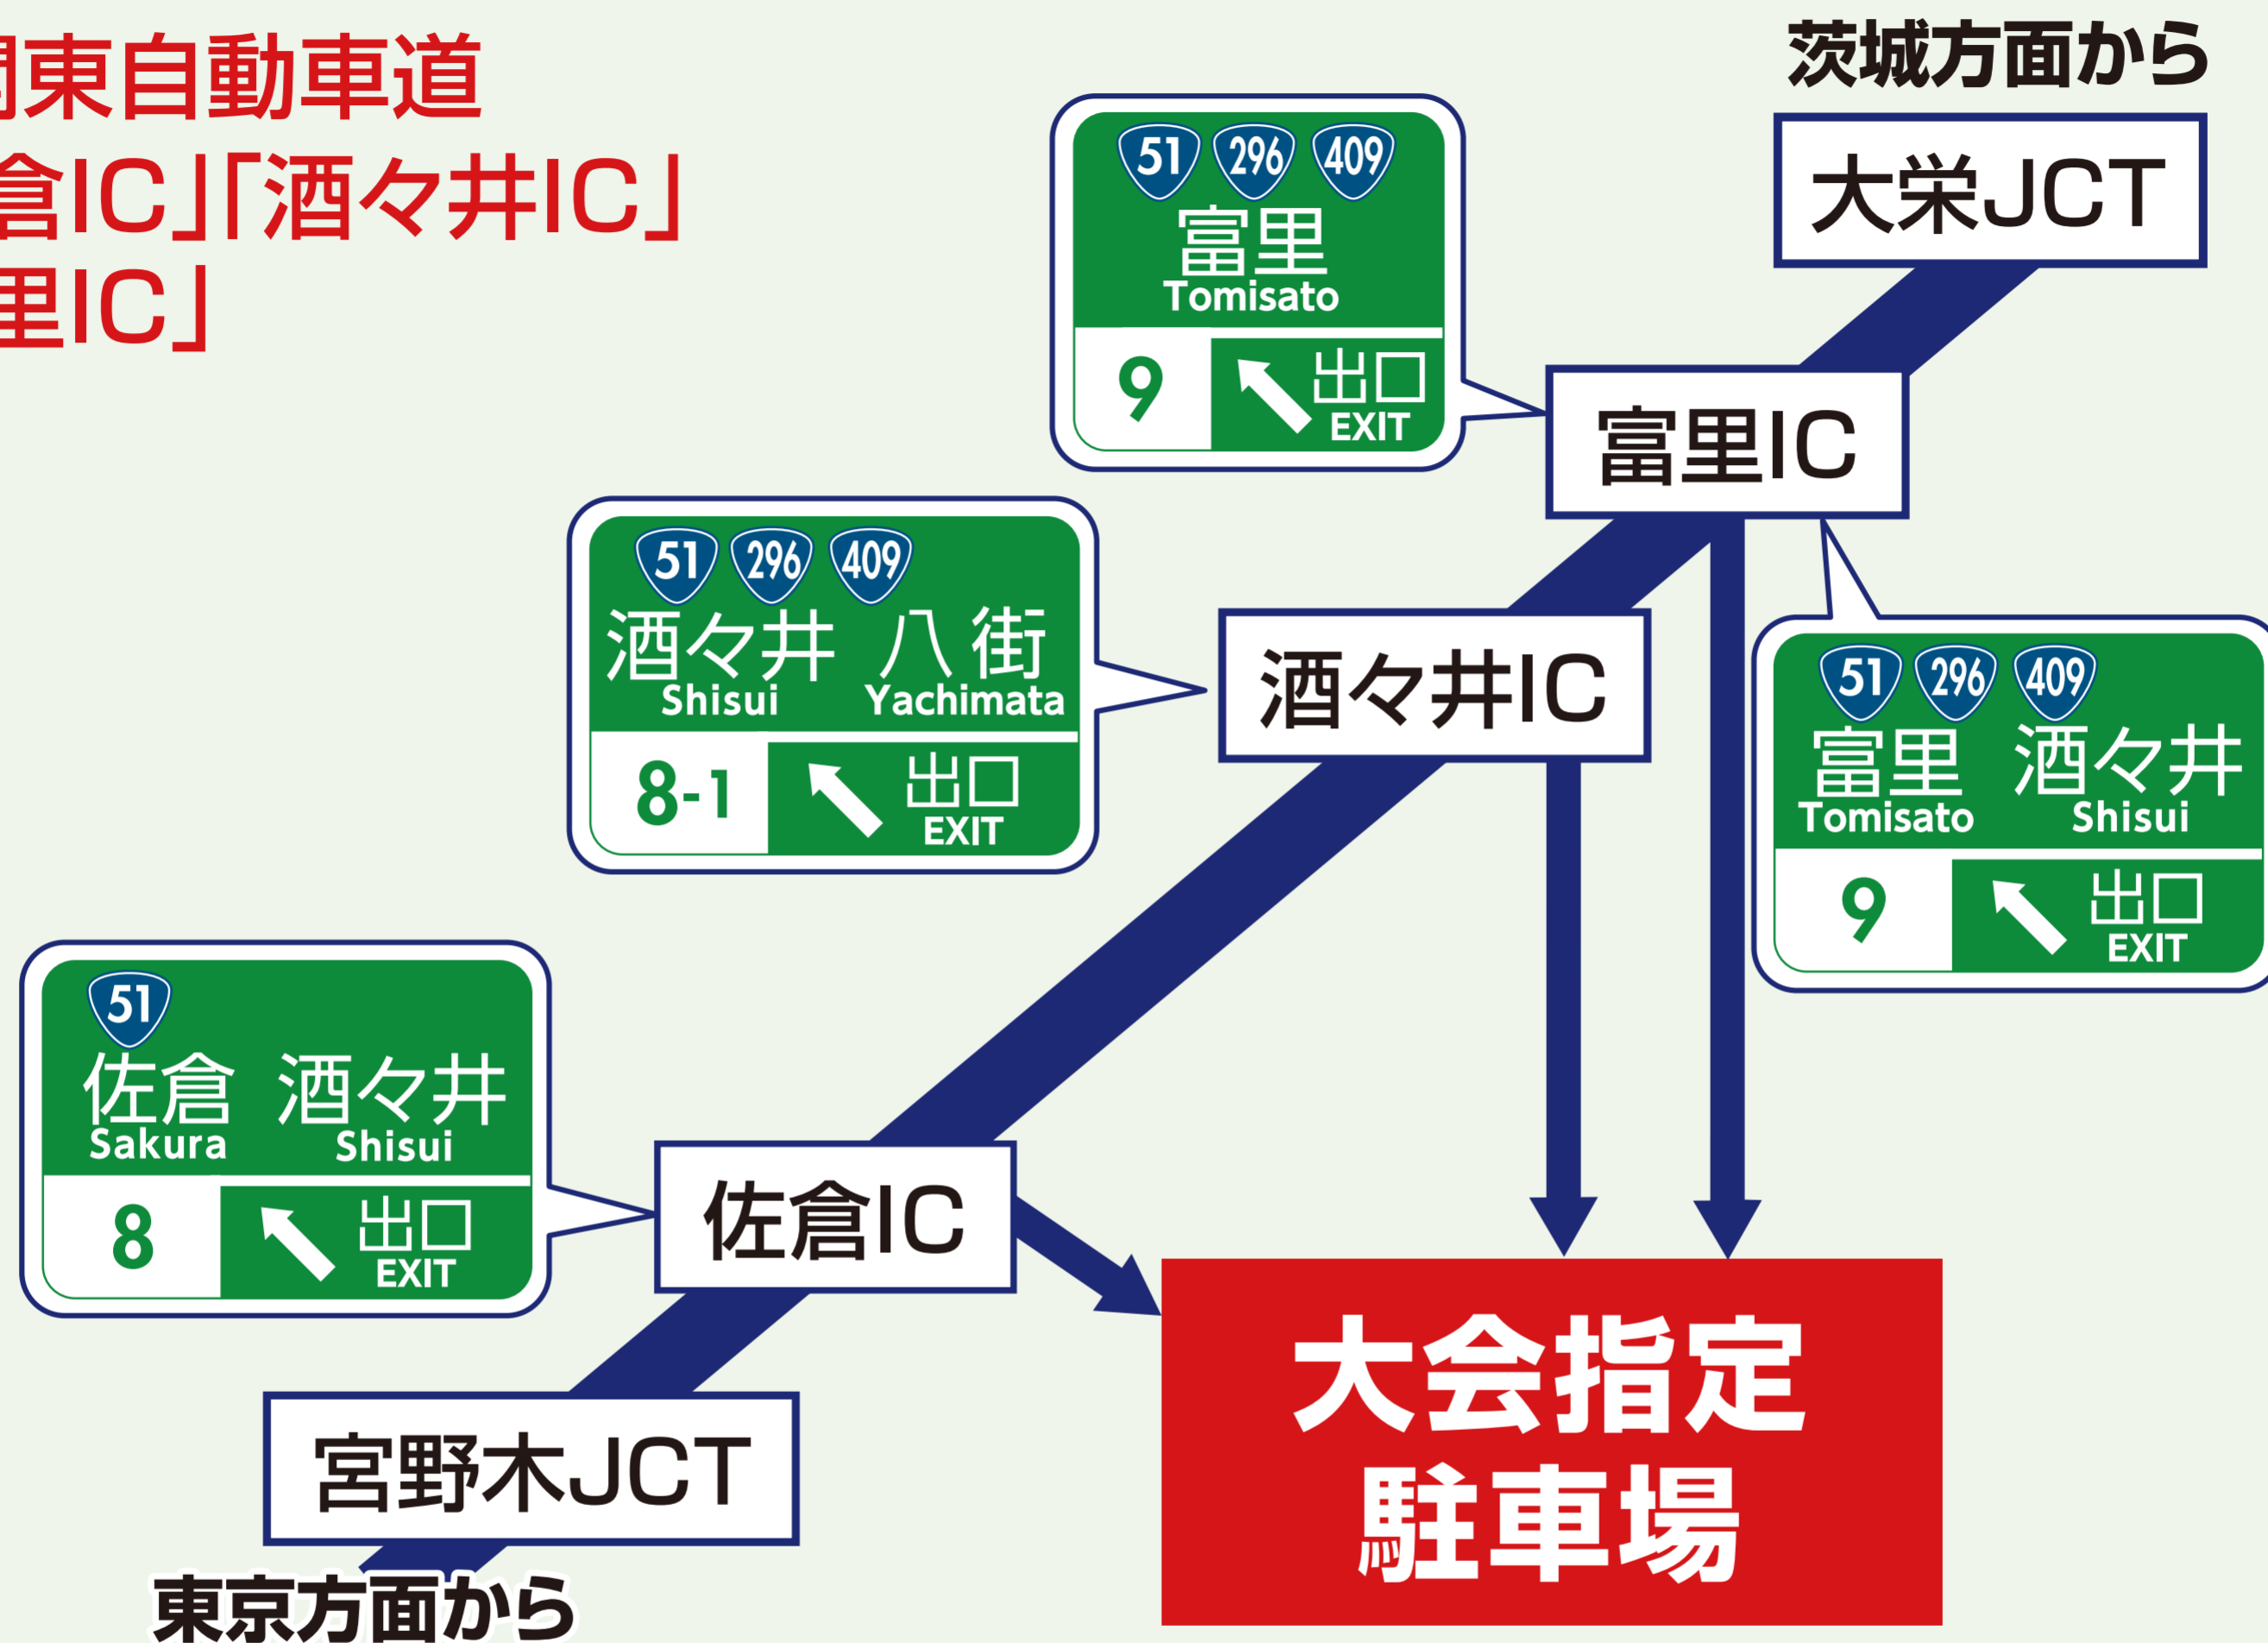 関東自動車道
倉IC」「酒々井IC」
里IC」
茨城方面から
大栄JCT
51 296 409
富里
Tomisato
9
出口
EXIT
富里IC
51 296 409
酒々井 八街
Shisui Yachimata
8-1
出口
EXIT
酒々井IC
51 296 409
富里 酒々井
Tomisato Shisui
9
出口
EXIT
51
佐倉 酒々井
Sakura Shisui
8
出口
EXIT
佐倉IC
宮野木JCT
東京方面から
大会指定
駐車場